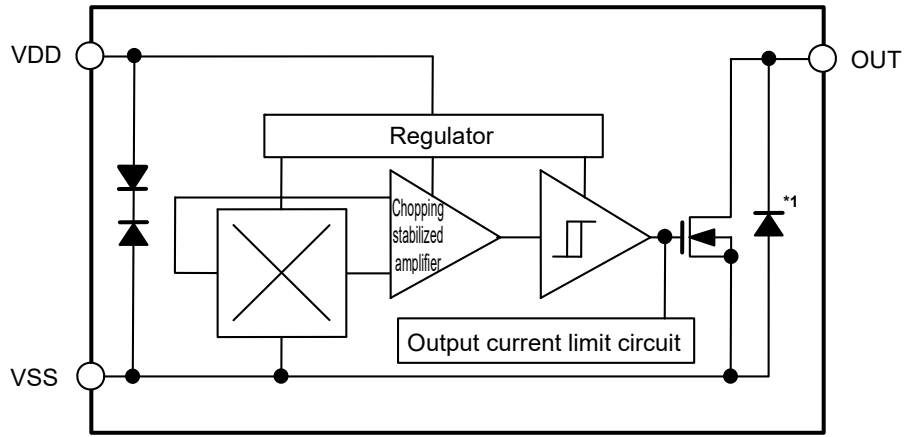 VDD
OUT
Regulator
Chopping
stabilized
amplifier
*1
Output current limit circuit
VSS